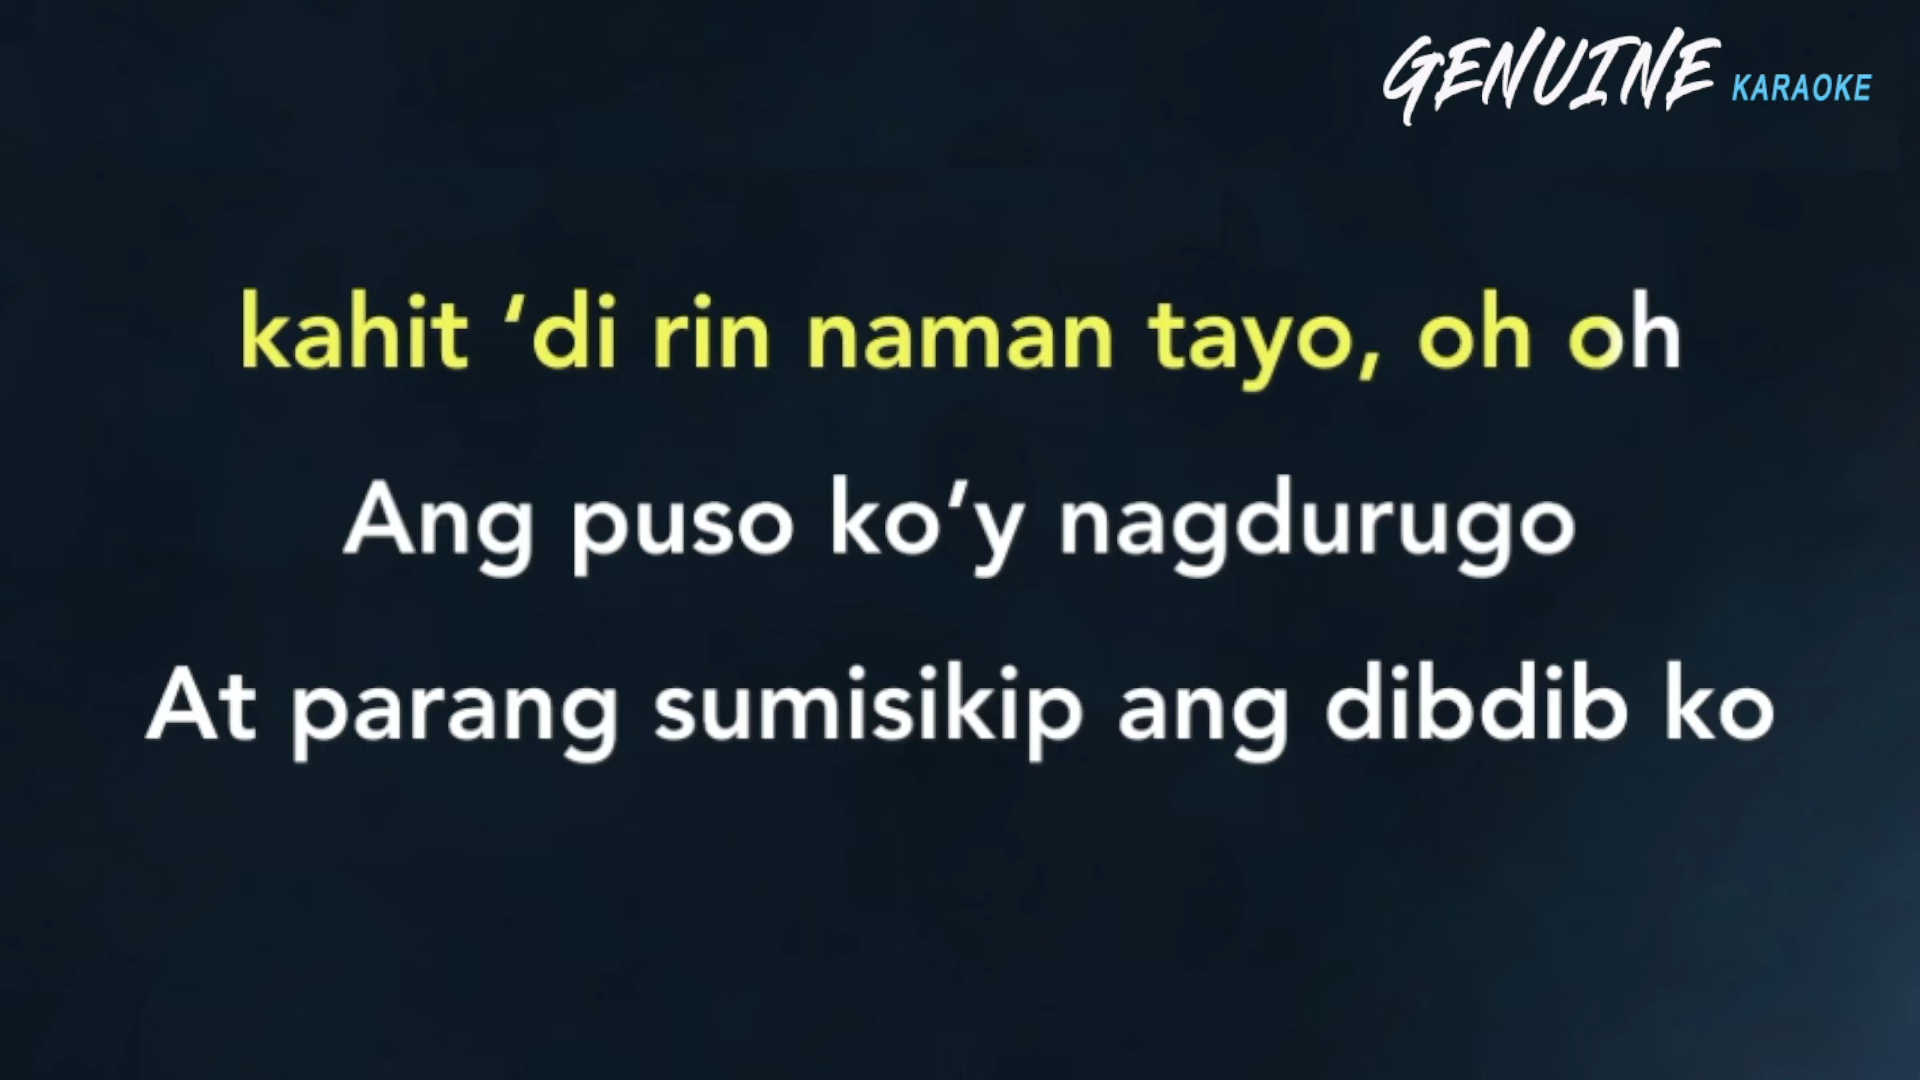 GENUINE KARAOKE
kahit ‘di rin naman tayo, oh oh
Ang puso ko’y nagdurugo
At parang sumisikip ang dibdib ko